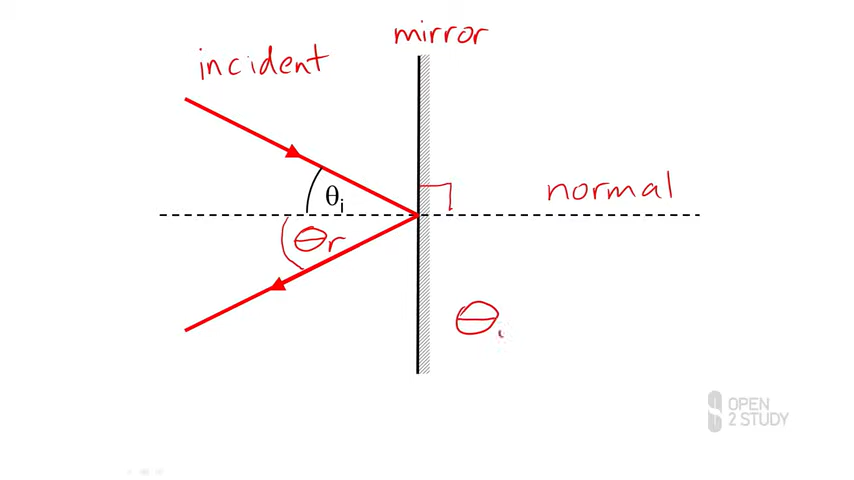 mirror
incident
normal
θi
θr
θ
OPEN
2 STUDY